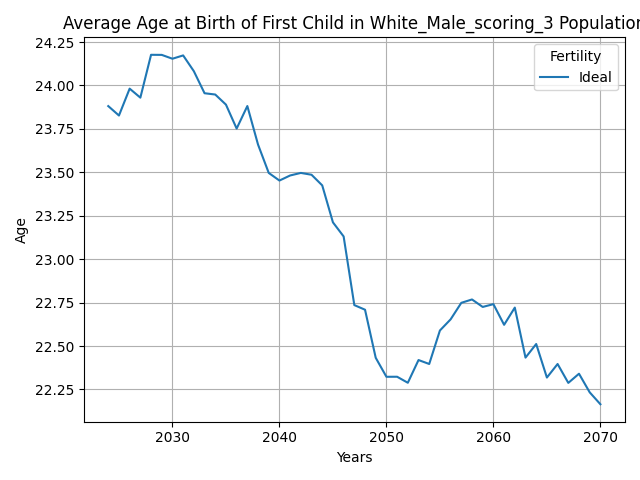 Average Age at Birth of First Child in White_Male_scoring_3 Population
24.25
24.00
23.75
23.50
23.25
23.00
22.75
22.50
22.25
Age
Fertility
Ideal
2030 2040 2050 2060 2070
Years